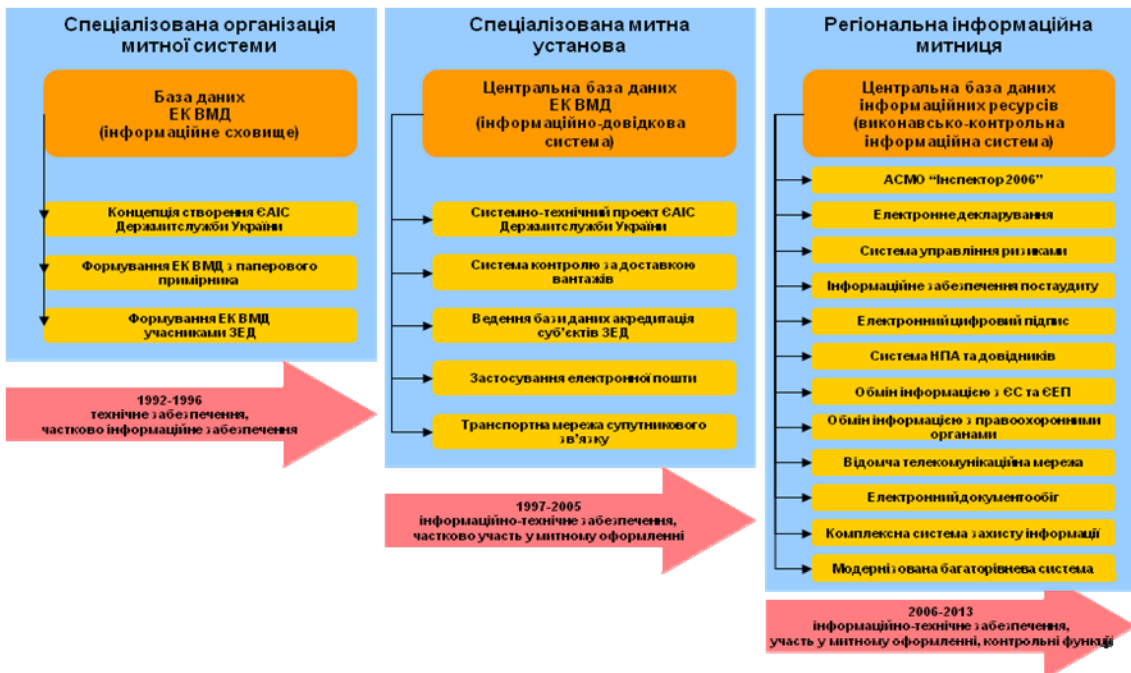 Спеціалізована організація
митної системи
База даних
ЕК ВМД
(інформаційне сховище)
Концепція створення ЄАІС
Держмитслужби України
Формування ЕК ВМД з паперового
примірника
Формування ЕК ВМД
учасниками ЗЕД
1992-1996
технічне забезпечення,
частково інформаційне забезпечення
Спеціалізована митна
установа
Центральна база даних
ЕК ВМД
(інформаційно-довідкова
система)
Системно-технічний проект ЄАІС
Держмитслужби України
Система контролю за доставкою
вантажів
Ведення бази даних акредитація
суб'єктів ЗЕД
Застосування електронної пошти
Транспортна мережа супутникового
зв'язку
1997-2005
інформаційно-технічне забезпечення,
частково участь у митному оформленні
Регіональна інформаційна
митниця
Центральна база даних
інформаційних ресурсів
(виконавсько-контрольна
інформаційна система)
АСМО “Інспектор 2006”
Електронне декларування
Система управління ризиками
Інформаційне забезпечення постаудиту
Електронний цифровий підпис
Система НПА та довідників
Обмін інформацією з ЄС та ЄЕП
Обмін інформацією з правоохоронними
органами
Відомча телекомунікаційна мережа
Електронний документообіг
Комплексна система захисту інформації
Модернізована багаторівнева система
2006-2013
інформаційно-технічне забезпечення,
участь у митному оформленні, контрольні функції